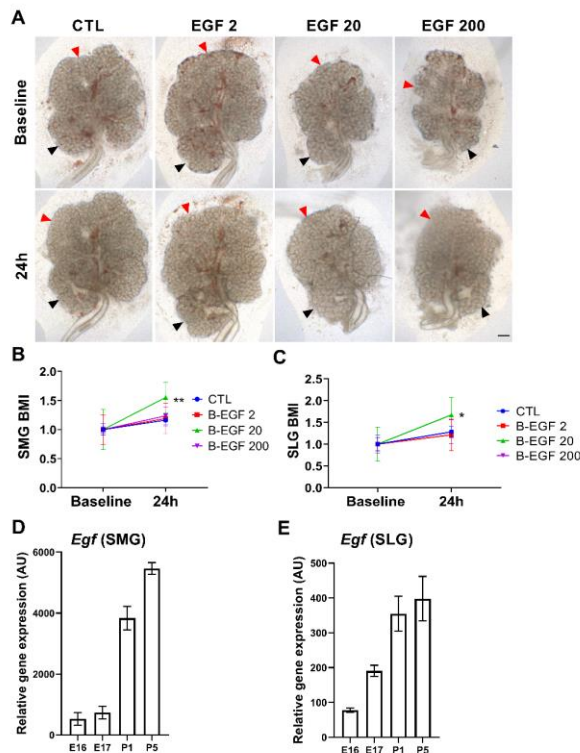 A
CTL EGF 2 EGF 20 EGF 200
Baseline
24h
B
SMG BMI
2.0
1.5
1.0
0.5
0.0
Baseline 24h
**
CTL
B-EGF 2
B-EGF 20
B-EGF 200
C
SLG BMI
2.5
2.0
1.5
1.0
0.5
0.0
Baseline 24h
*
CTL
B-EGF 2
B-EGF 20
B-EGF 200
D
Egf (SMG)
Relative gene expression (AU)
6000
4000
2000
0
E16 E17 P1 P5
E
Egf (SLG)
Relative gene expression (AU)
500
400
300
200
100
0
E16 E17 P1 P5